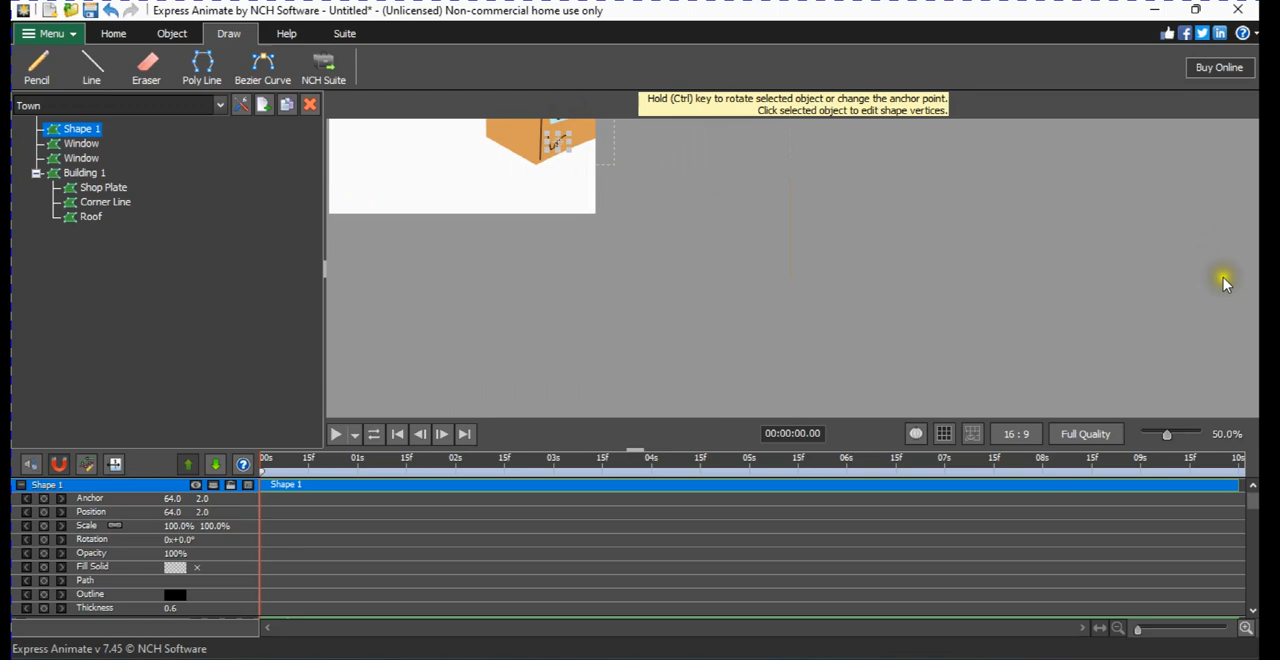 Express Animate by NCH Software - Untitled* - (Unlicensed) Non-commercial home use only
Menu Home Object Draw Help Suite
Pencil Line Eraser Poly Line Bezier Curve NCH Suite Buy Online
Town
Hold (Ctrl) key to rotate selected object or change the anchor point.
Click selected object to edit shape vertices.
Shape 1
Window
Window
Building 1
Shop Plate
Corner Line
Roof
00:00:00.00 16 : 9 Full Quality 50.0%
00s 15f 01s 15f 02s 15f 03s 15f 04s 15f 05s 15f 06s 15f 07s 15f 08s 15f 09s 15f 10s
Shape 1 Shape 1
Anchor 64.0 2.0
Position 64.0 2.0
Scale 100.0% 100.0%
Rotation 0x+0.0°
Opacity 100%
Fill Solid
Path
Outline
Thickness 0.6
Express Animate v 7.45 © NCH Software